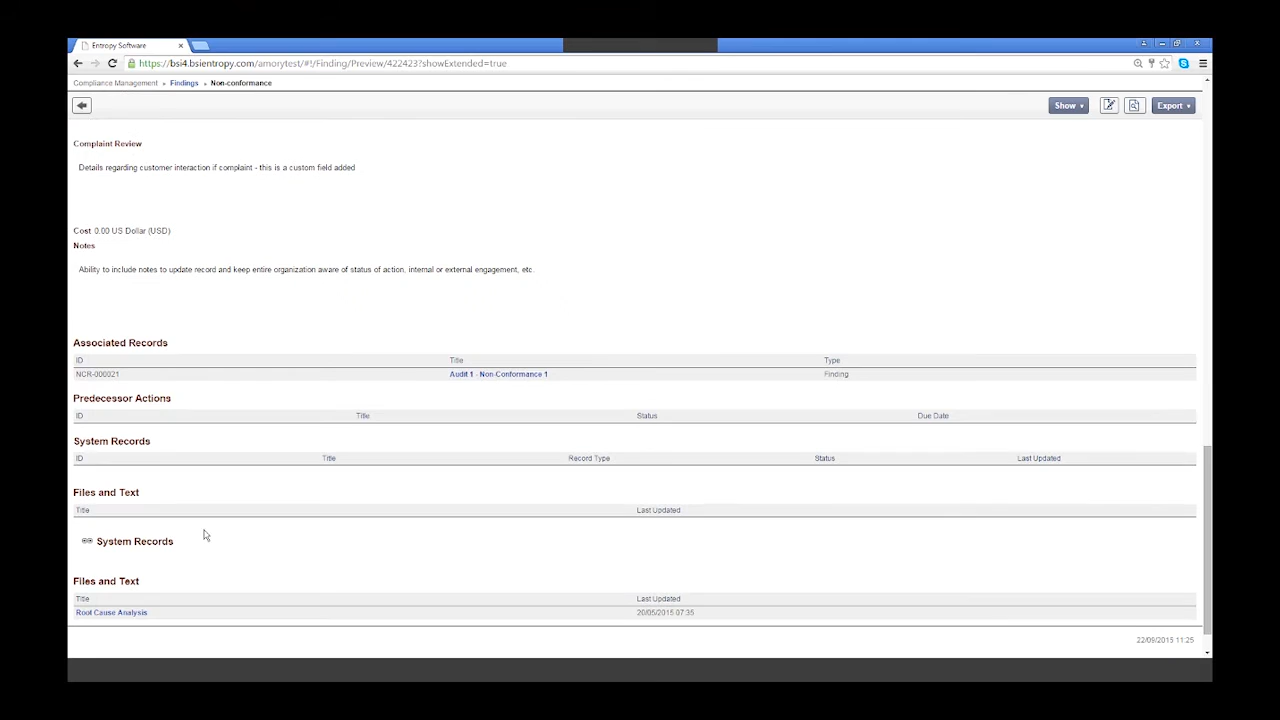 Entropy Software
https://bsi4.bsientropy.com/amorytest/#!/Finding/Preview/422423?showExtended=true
Compliance Management » Findings » Non-conformance
Show Export
Complaint Review
Details regarding customer interaction if complaint - this is a custom field added
Cost 0.00 US Dollar (USD)
Notes
Ability to include notes to update record and keep entire organization aware of status of action, internal or external engagement, etc.
Associated Records
ID Title Type
NCR-000021 Audit 1 - Non-Conformance 1 Finding
Predecessor Actions
ID Title Status Due Date
System Records
ID Title Record Type Status Last Updated
Files and Text
Title Last Updated
System Records
Files and Text
Title Last Updated
Root Cause Analysis 20/05/2015 07:35
22/09/2015 11:25